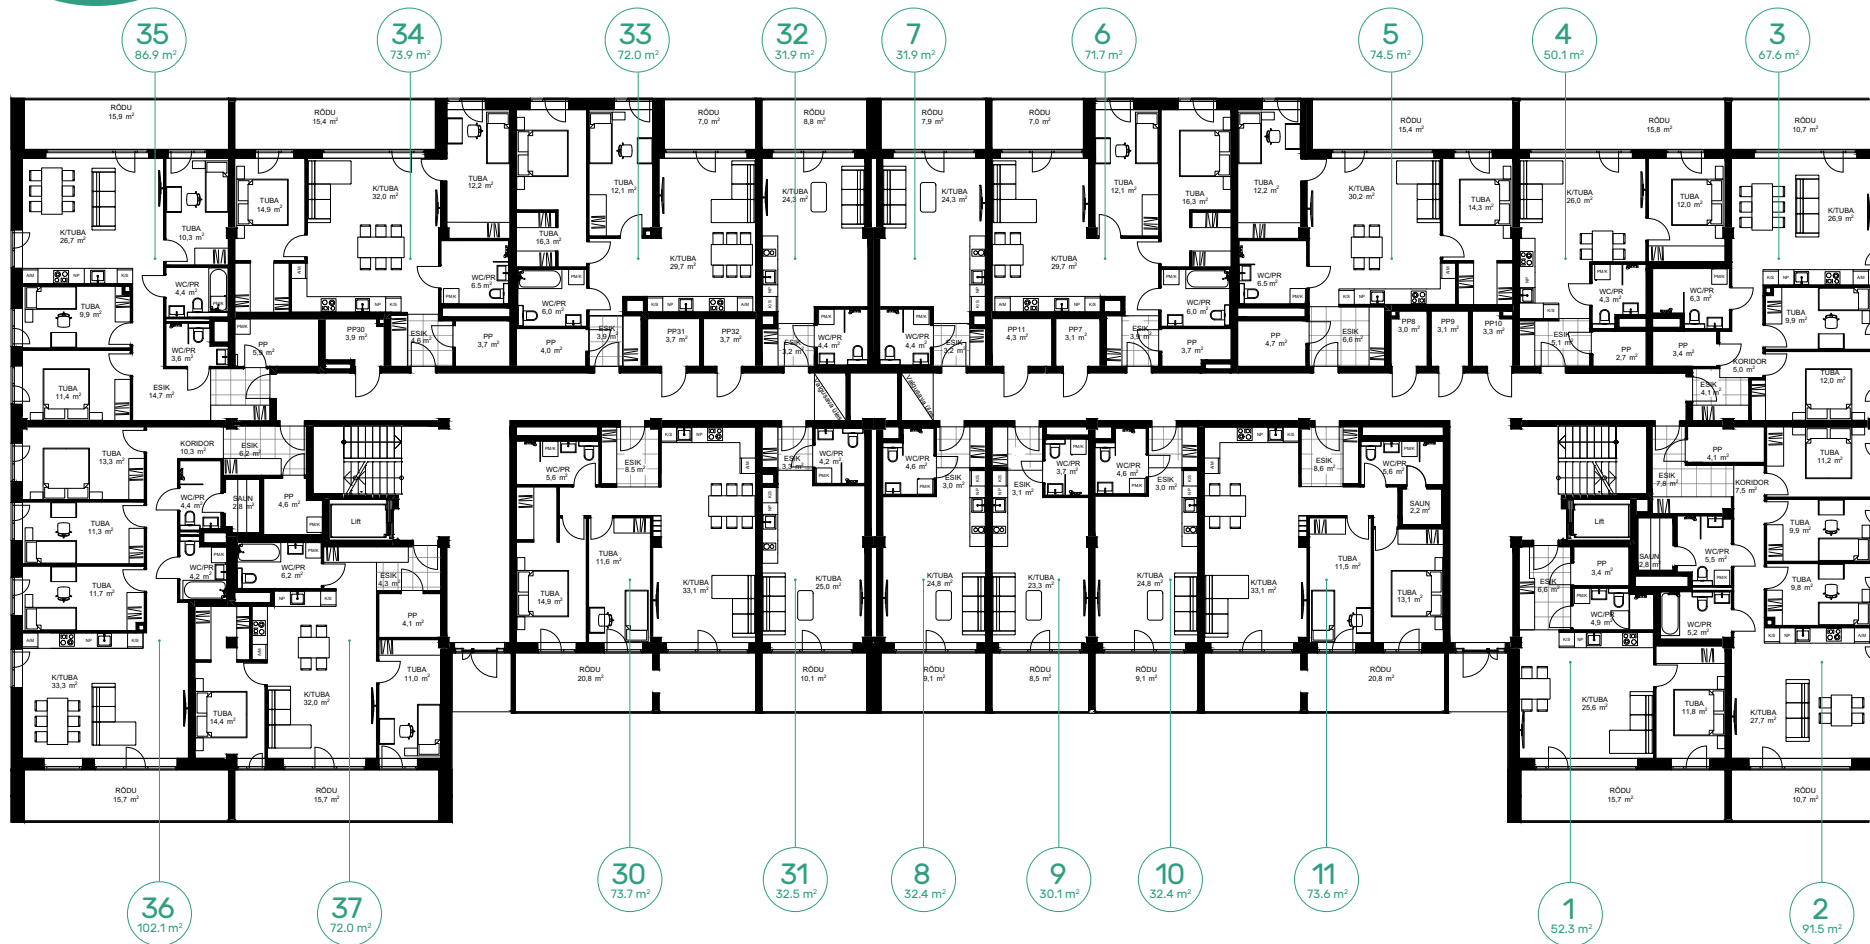 35
86.9 m²
34
73.9 m²
33
72.0 m²
32
31.9 m²
7
31.9 m²
6
71.7 m²
5
74.5 m²
4
50.1 m²
3
67.6 m²
RÕDU
15,9 m²
RÕDU
15,4 m²
RÕDU
7,0 m²
RÕDU
8,8 m²
RÕDU
7,9 m²
RÕDU
7,0 m²
RÕDU
15,4 m²
RÕDU
15,8 m²
RÕDU
10,7 m²
K/TUBA
26,7 m²
TUBA
10,3 m²
TUBA
14,9 m²
K/TUBA
32,0 m²
TUBA
12,2 m²
TUBA
16,3 m²
TUBA
12,1 m²
K/TUBA
29,7 m²
K/TUBA
24,3 m²
K/TUBA
24,3 m²
K/TUBA
29,7 m²
TUBA
12,1 m²
TUBA
16,3 m²
TUBA
12,2 m²
K/TUBA
30,2 m²
TUBA
14,3 m²
K/TUBA
26,0 m²
TUBA
12,0 m²
K/TUBA
26,9 m²
WC/PR
4,4 m²
WC/PR
6.5 m²
WC/PR
6,0 m²
WC/PR
6,0 m²
WC/PR
6.5 m²
WC/PR
4,3 m²
WC/PR
6,3 m²
TUBA
9,9 m²
WC/PR
3,6 m²
PP
5,9 m²
PP30
3,9 m²
ESIK
4,6 m²
PP
3,7 m²
PP
4,0 m²
ESIK
3,9 m²
PP31
3,7 m²
PP32
3,7 m²
ESIK
3,2 m²
WC/PR
4,4 m²
WC/PR
4,4 m²
ESIK
3,2 m²
PP11
4,3 m²
PP7
3,1 m²
ESIK
3,9 m²
PP
3,7 m²
PP
4,7 m²
ESIK
6,6 m²
PP8
3,0 m²
PP9
3,1 m²
PP10
3,3 m²
ESIK
5,1 m²
PP
2,7 m²
PP
3,4 m²
TUBA
9,9 m²
KORIDOR
5,0 m²
TUBA
11,4 m²
ESIK
14,7 m²
ESIK
4,1 m²
TUBA
12,0 m²
TUBA
13,3 m²
KORIDOR
10,3 m²
ESIK
6,2 m²
WC/PR
5,6 m²
ESIK
8,5 m²
ESIK
3,3 m²
WC/PR
4,2 m²
WC/PR
4,6 m²
ESIK
3,0 m²
ESIK
3,1 m²
WC/PR
3,7 m²
WC/PR
4,6 m²
ESIK
3,0 m²
ESIK
8,6 m²
WC/PR
5,6 m²
SAUN
2,2 m²
PP
4,1 m²
ESIK
7,8 m²
KORIDOR
7,5 m²
TUBA
11,2 m²
WC/PR
4,4 m²
SAUN
2,8 m²
PP
4,6 m²
Lift
Lift
TUBA
11,3 m²
WC/PR
4,2 m²
WC/PR
6,2 m²
ESIK
4,3 m²
TUBA
11,6 m²
TUBA
11,5 m²
SAUN
2,8 m²
WC/PR
5,5 m²
TUBA
9,9 m²
TUBA
11,7 m²
PP
4,1 m²
TUBA
14,9 m²
K/TUBA
33,1 m²
K/TUBA
25,0 m²
K/TUBA
24,8 m²
K/TUBA
23,3 m²
K/TUBA
24,8 m²
K/TUBA
33,1 m²
TUBA
13,1 m²
PP
3,4 m²
ESIK
6,6 m²
WC/PR
4,9 m²
WC/PR
5,2 m²
TUBA
9,8 m²
K/TUBA
33,3 m²
TUBA
14,4 m²
K/TUBA
32,0 m²
TUBA
11,0 m²
RÕDU
20,8 m²
RÕDU
10,1 m²
RÕDU
9,1 m²
RÕDU
8,5 m²
RÕDU
9,1 m²
RÕDU
20,8 m²
K/TUBA
25,6 m²
TUBA
11,8 m²
K/TUBA
27,7 m²
RÕDU
15,7 m²
RÕDU
15,7 m²
RÕDU
15,7 m²
RÕDU
10,7 m²
36
102.1 m²
37
72.0 m²
30
73.7 m²
31
32.5 m²
8
32.4 m²
9
30.1 m²
10
32.4 m²
11
73.6 m²
1
52.3 m²
2
91.5 m²